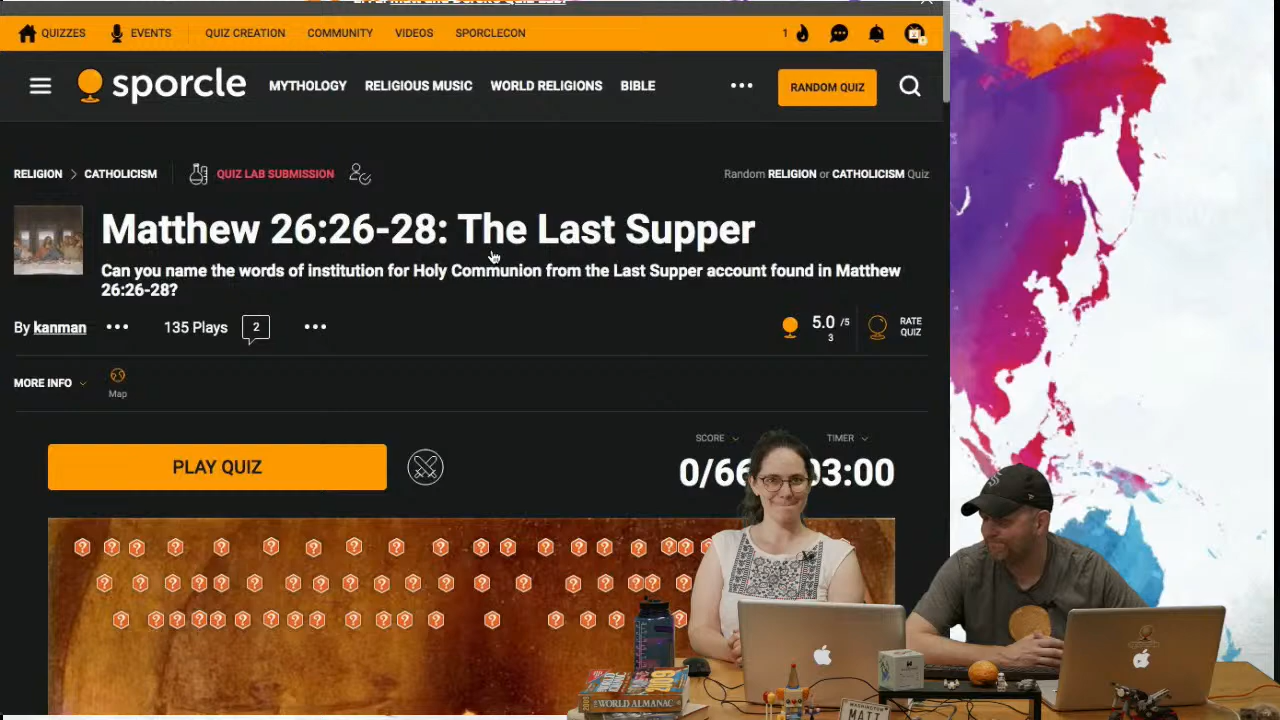 QUIZZES EVENTS QUIZ CREATION COMMUNITY VIDEOS SPORCLECON 1
sporcle MYTHOLOGY RELIGIOUS MUSIC WORLD RELIGIONS BIBLE ••• RANDOM QUIZ
RELIGION > CATHOLICISM QUIZ LAB SUBMISSION Random RELIGION or CATHOLICISM Quiz
Matthew 26:26-28: The Last Supper
Can you name the words of institution for Holy Communion from the Last Supper account found in Matthew
26:26-28?
By kanman ••• 135 Plays 2 ••• 5.0 /5 3 RATE QUIZ
MORE INFO Map
SCORE TIMER
PLAY QUIZ 0/66 03:00
WORLD ALMANAC
WASHINGTON
MATT